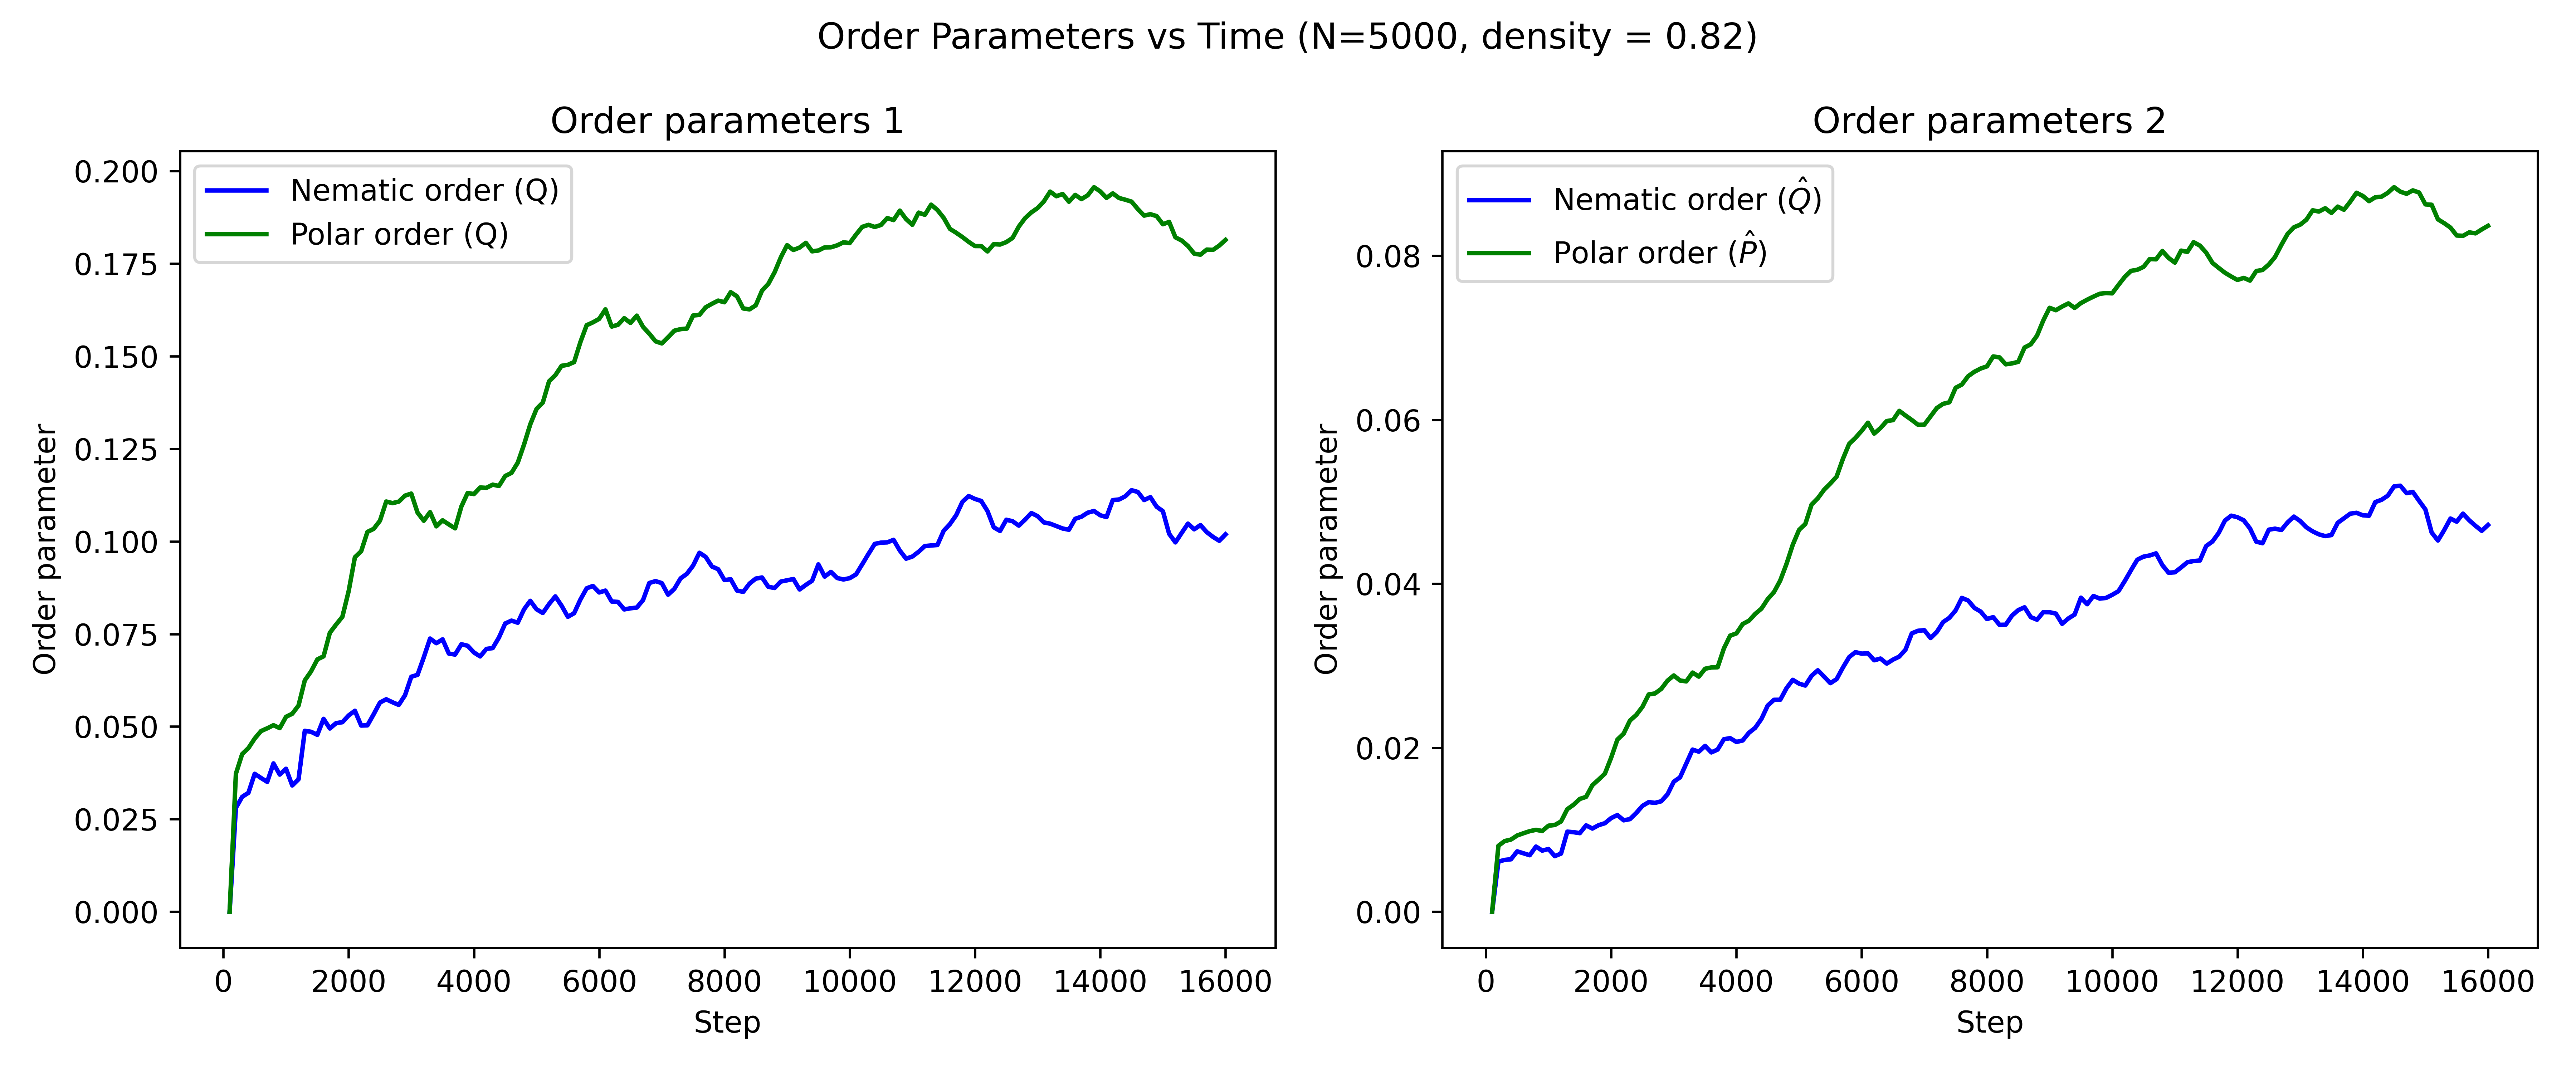 Order Parameters vs Time (N=5000, density = 0.82)
Order parameters 1
Nematic order (Q)
Polar order (Q)
0.200
0.175
0.150
0.125
0.100
0.075
0.050
0.025
0.000
Order parameter
0 2000 4000 6000 8000 10000 12000 14000 16000
Step
Order parameters 2
Nematic order (Q̂)
Polar order (P̂)
0.08
0.06
0.04
0.02
0.00
Order parameter
0 2000 4000 6000 8000 10000 12000 14000 16000
Step